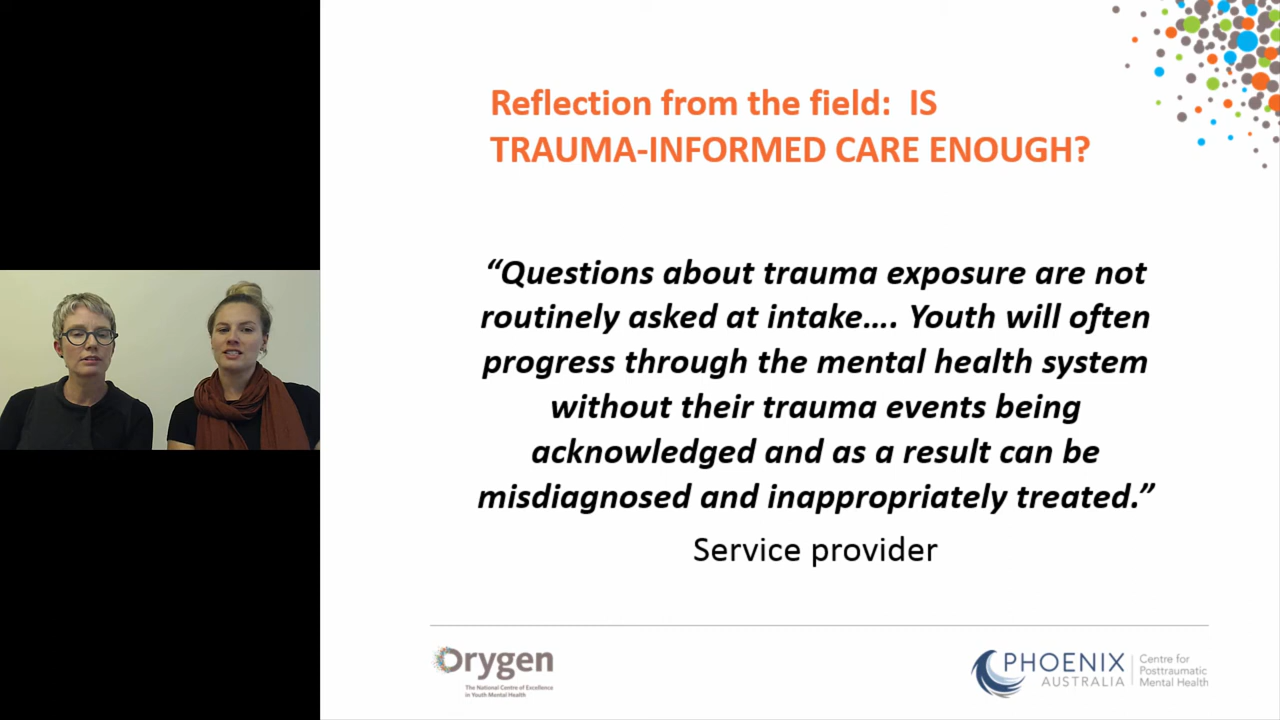 Reflection from the field:  IS
TRAUMA-INFORMED CARE ENOUGH?
“Questions about trauma exposure are not
routinely asked at intake…. Youth will often
progress through the mental health system
without their trauma events being
acknowledged and as a result can be
misdiagnosed and inappropriately treated.”
Service provider
Orygen
The National Centre of Excellence
in Youth Mental Health
PHOENIX
AUSTRALIA
Centre for
Posttraumatic
Mental Health